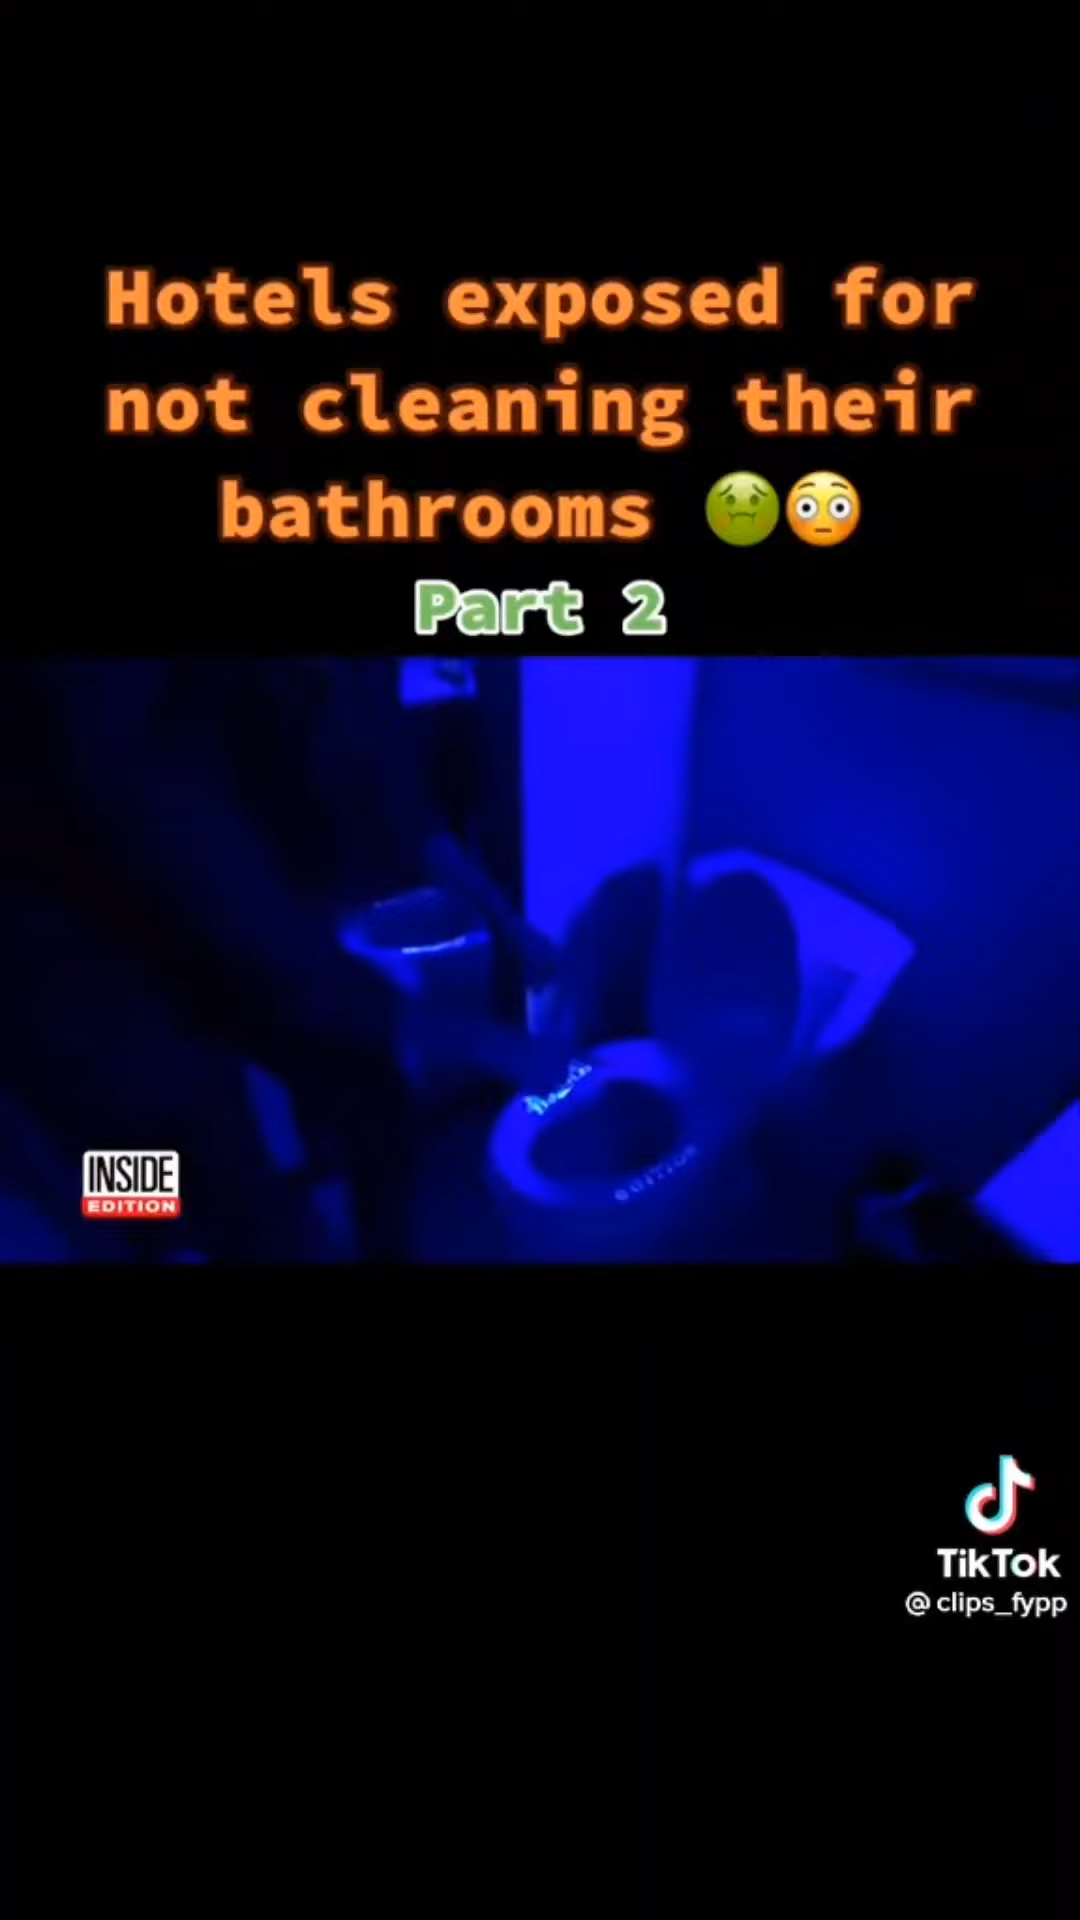 Hotels exposed for
not cleaning their
bathrooms 🤢😳
Part 2
INSIDE
EDITION
TikTok
@clips_fypp